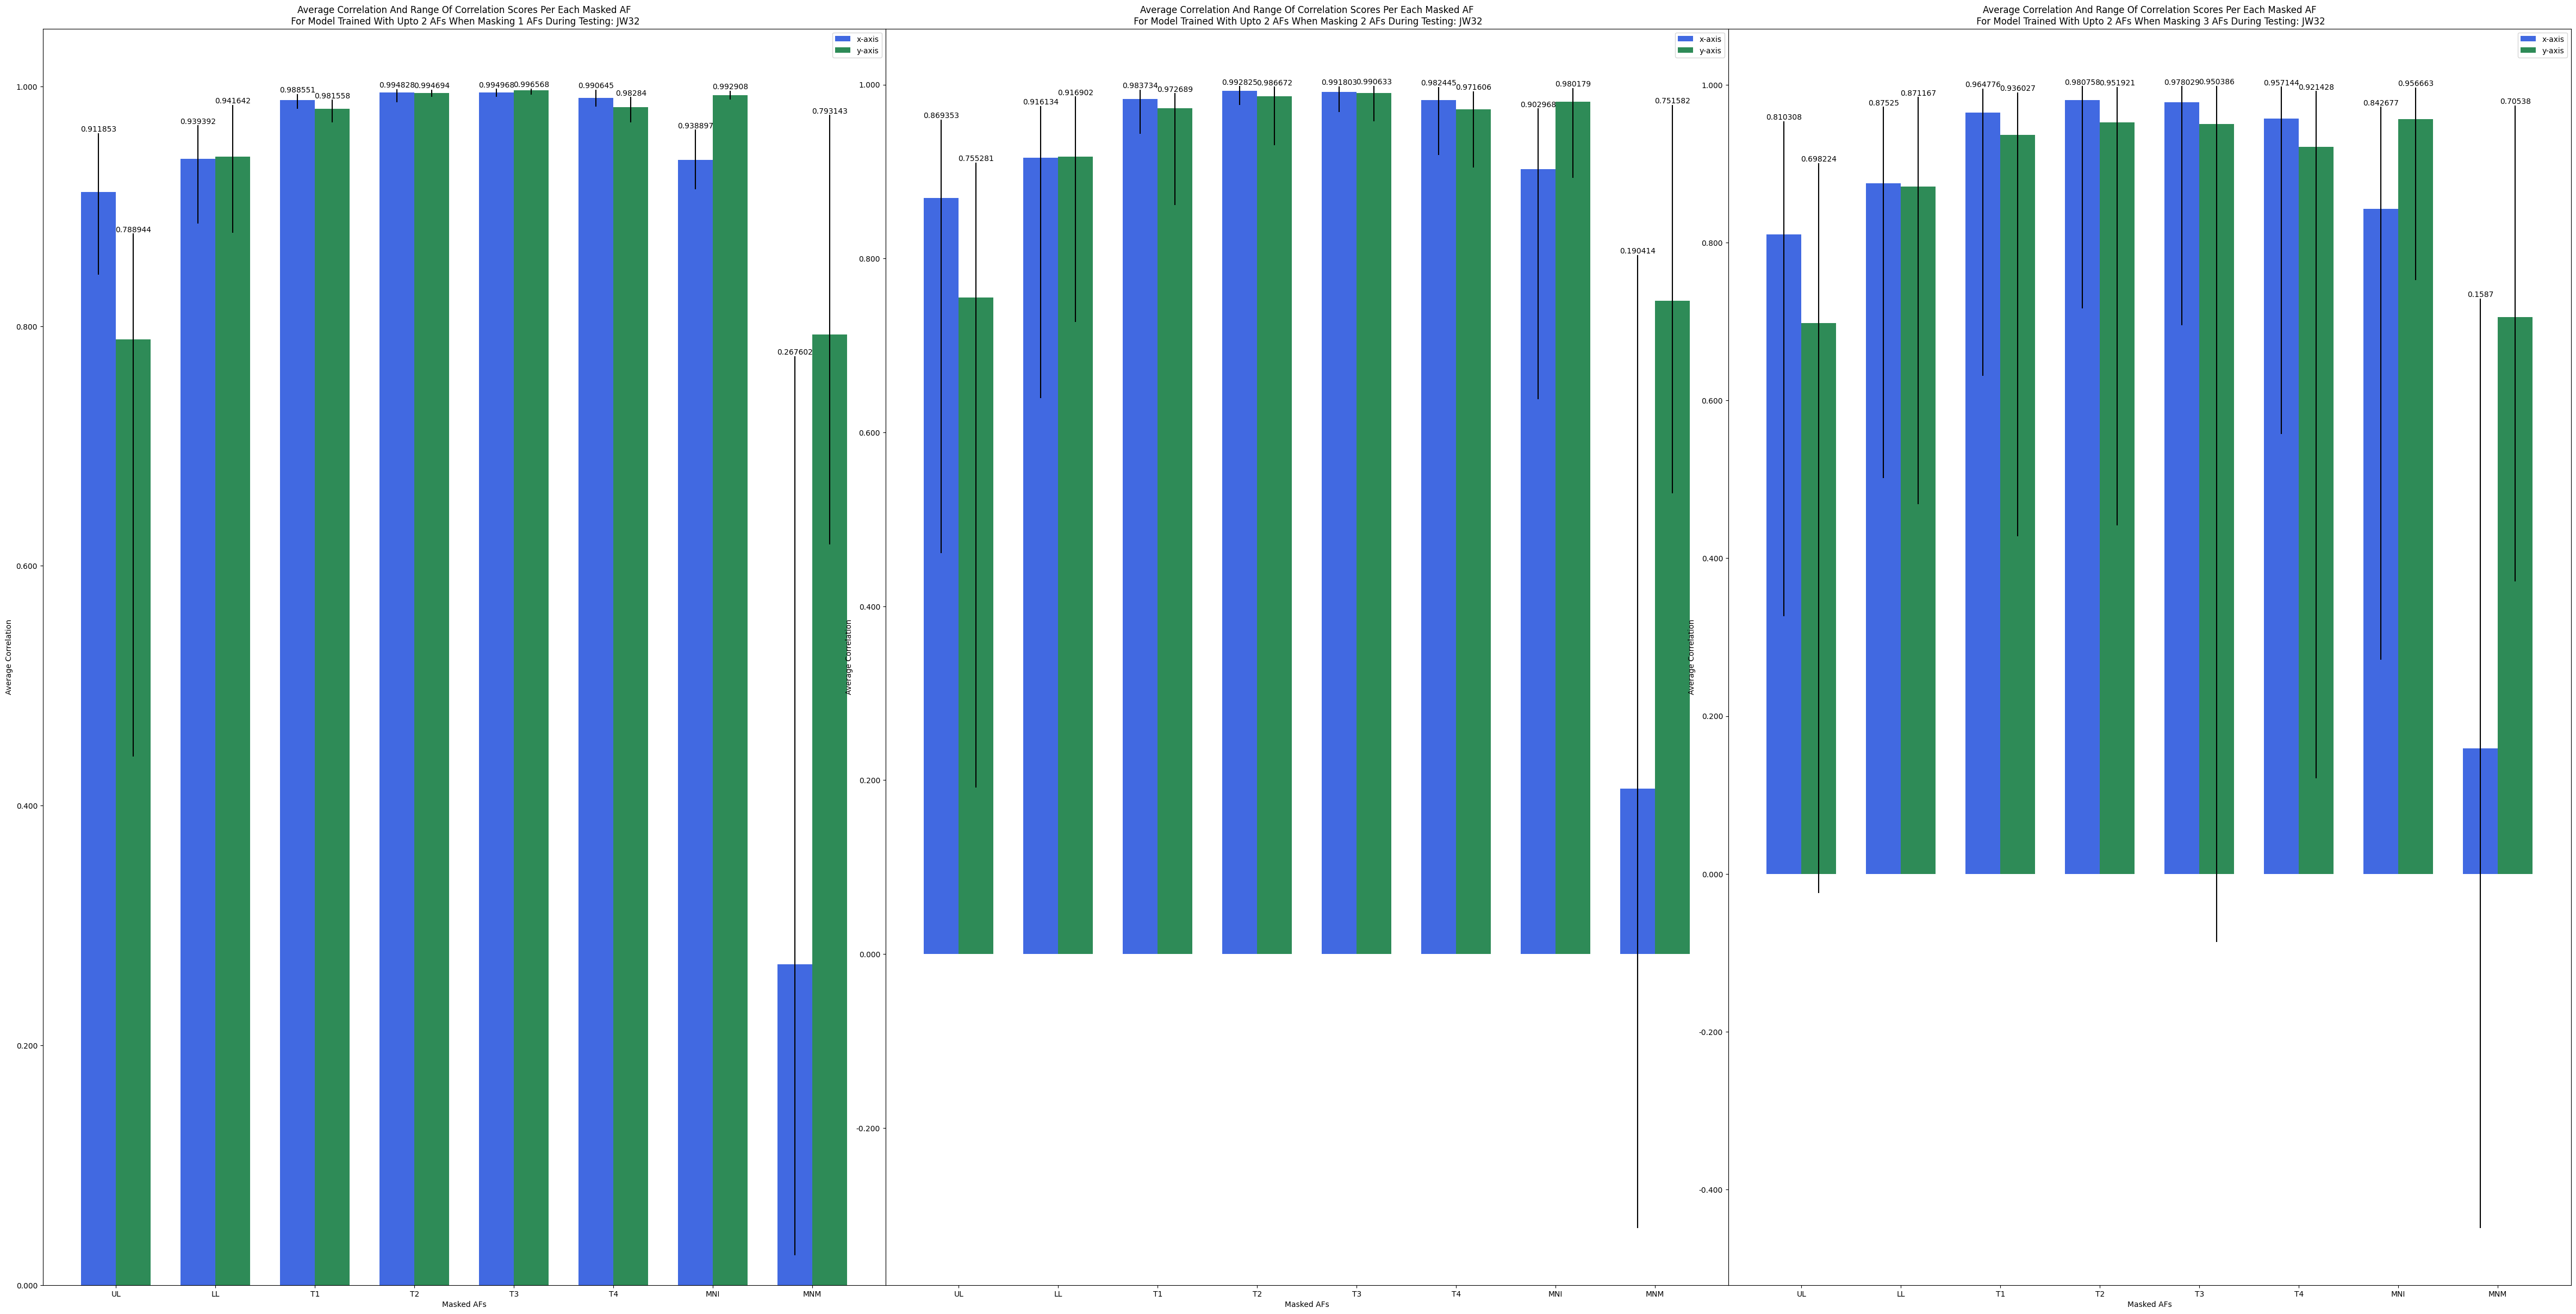 Average Correlation And Range Of Correlation Scores Per Each Masked AF
For Model Trained With Upto 2 AFs When Masking 1 AFs During Testing: JW32
x-axis
y-axis
1.000
0.800
0.600
0.400
0.200
0.000
Average Correlation
0.911853
0.788944
0.939392
0.941642
0.988551
0.981558
0.994828
0.994694
0.994968
0.996568
0.990645
0.98284
0.938897
0.992908
0.267602
0.793143
UL
LL
T1
T2
T3
T4
MNI
MNM
Masked AFs
Average Correlation And Range Of Correlation Scores Per Each Masked AF
For Model Trained With Upto 2 AFs When Masking 2 AFs During Testing: JW32
x-axis
y-axis
1.000
0.800
0.600
0.400
0.200
0.000
-0.200
Average Correlation
0.869353
0.755281
0.916134
0.916902
0.983734
0.972689
0.992825
0.986672
0.991803
0.990633
0.982445
0.971606
0.902968
0.980179
0.190414
0.751582
UL
LL
T1
T2
T3
T4
MNI
MNM
Masked AFs
Average Correlation And Range Of Correlation Scores Per Each Masked AF
For Model Trained With Upto 2 AFs When Masking 3 AFs During Testing: JW32
x-axis
y-axis
1.000
0.800
0.600
0.400
0.200
0.000
-0.200
-0.400
Average Correlation
0.810308
0.698224
0.87525
0.871167
0.964776
0.936027
0.980758
0.951921
0.978029
0.950386
0.957144
0.921428
0.842677
0.956663
0.1587
0.70538
UL
LL
T1
T2
T3
T4
MNI
MNM
Masked AFs